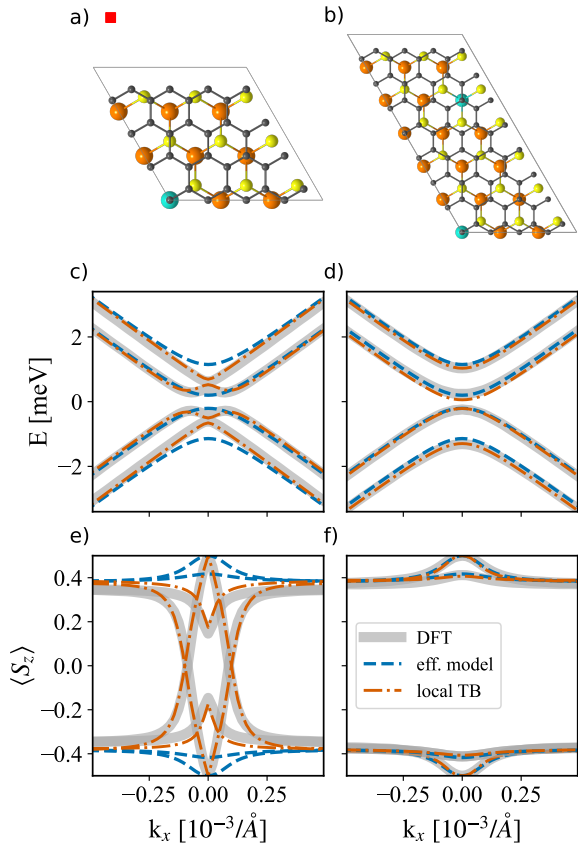 a)
b)
c)
d)
E [meV]
2
0
−2
e)
f)
⟨S_z⟩
0.4
0.2
0.0
−0.2
−0.4
DFT
eff. model
local TB
−0.25
0.00
0.25
−0.25
0.00
0.25
k_x [10⁻³/Å]
k_x [10⁻³/Å]